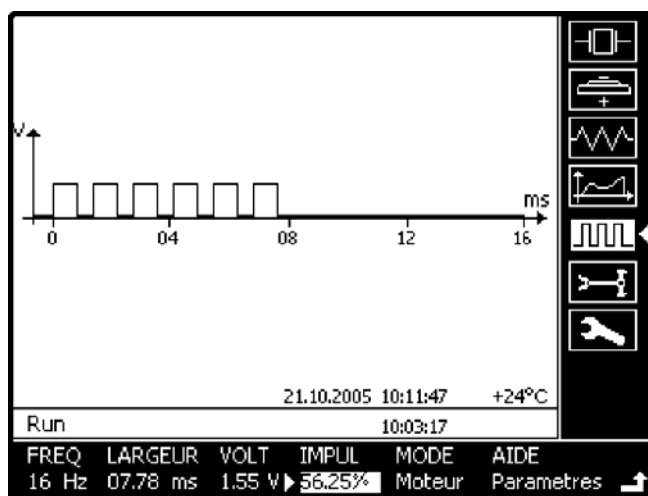 V
ms
0 04 08 12 16
21.10.2005 10:11:47 +24°C
Run 10:03:17
FREQ LARGEUR VOLT IMPUL MODE AIDE
16 Hz 07.78 ms 1.55 V 56.25% Moteur Parametres